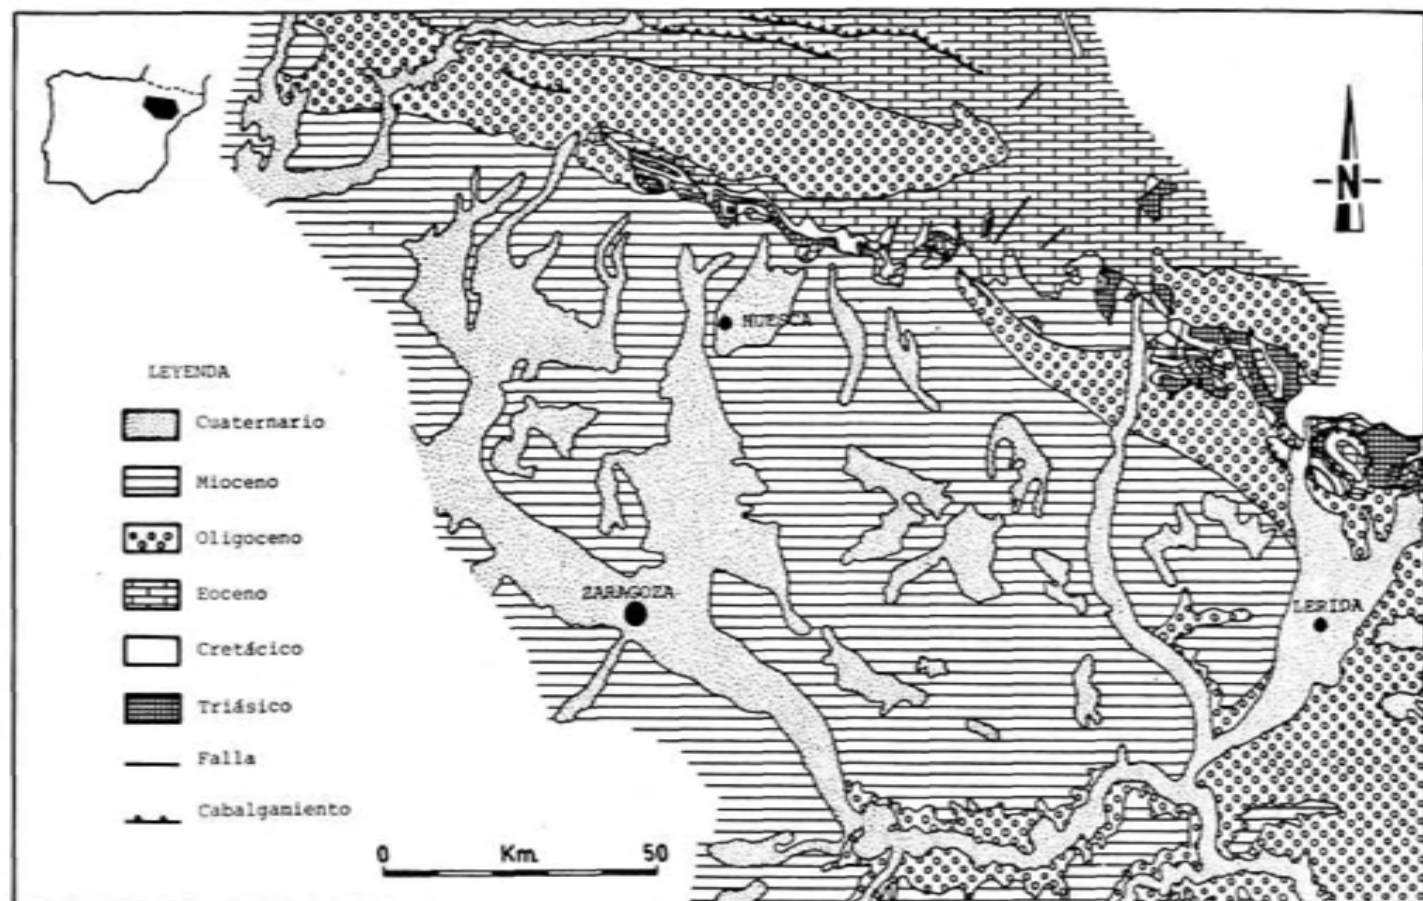 N
HUESCA
LEYENDA
Cuaternario
Mioceno
Oligoceno
Eoceno
Cretácico
Triásico
Falla
Cabalgamiento
ZARAGOZA
LERIDA
0 Km. 50